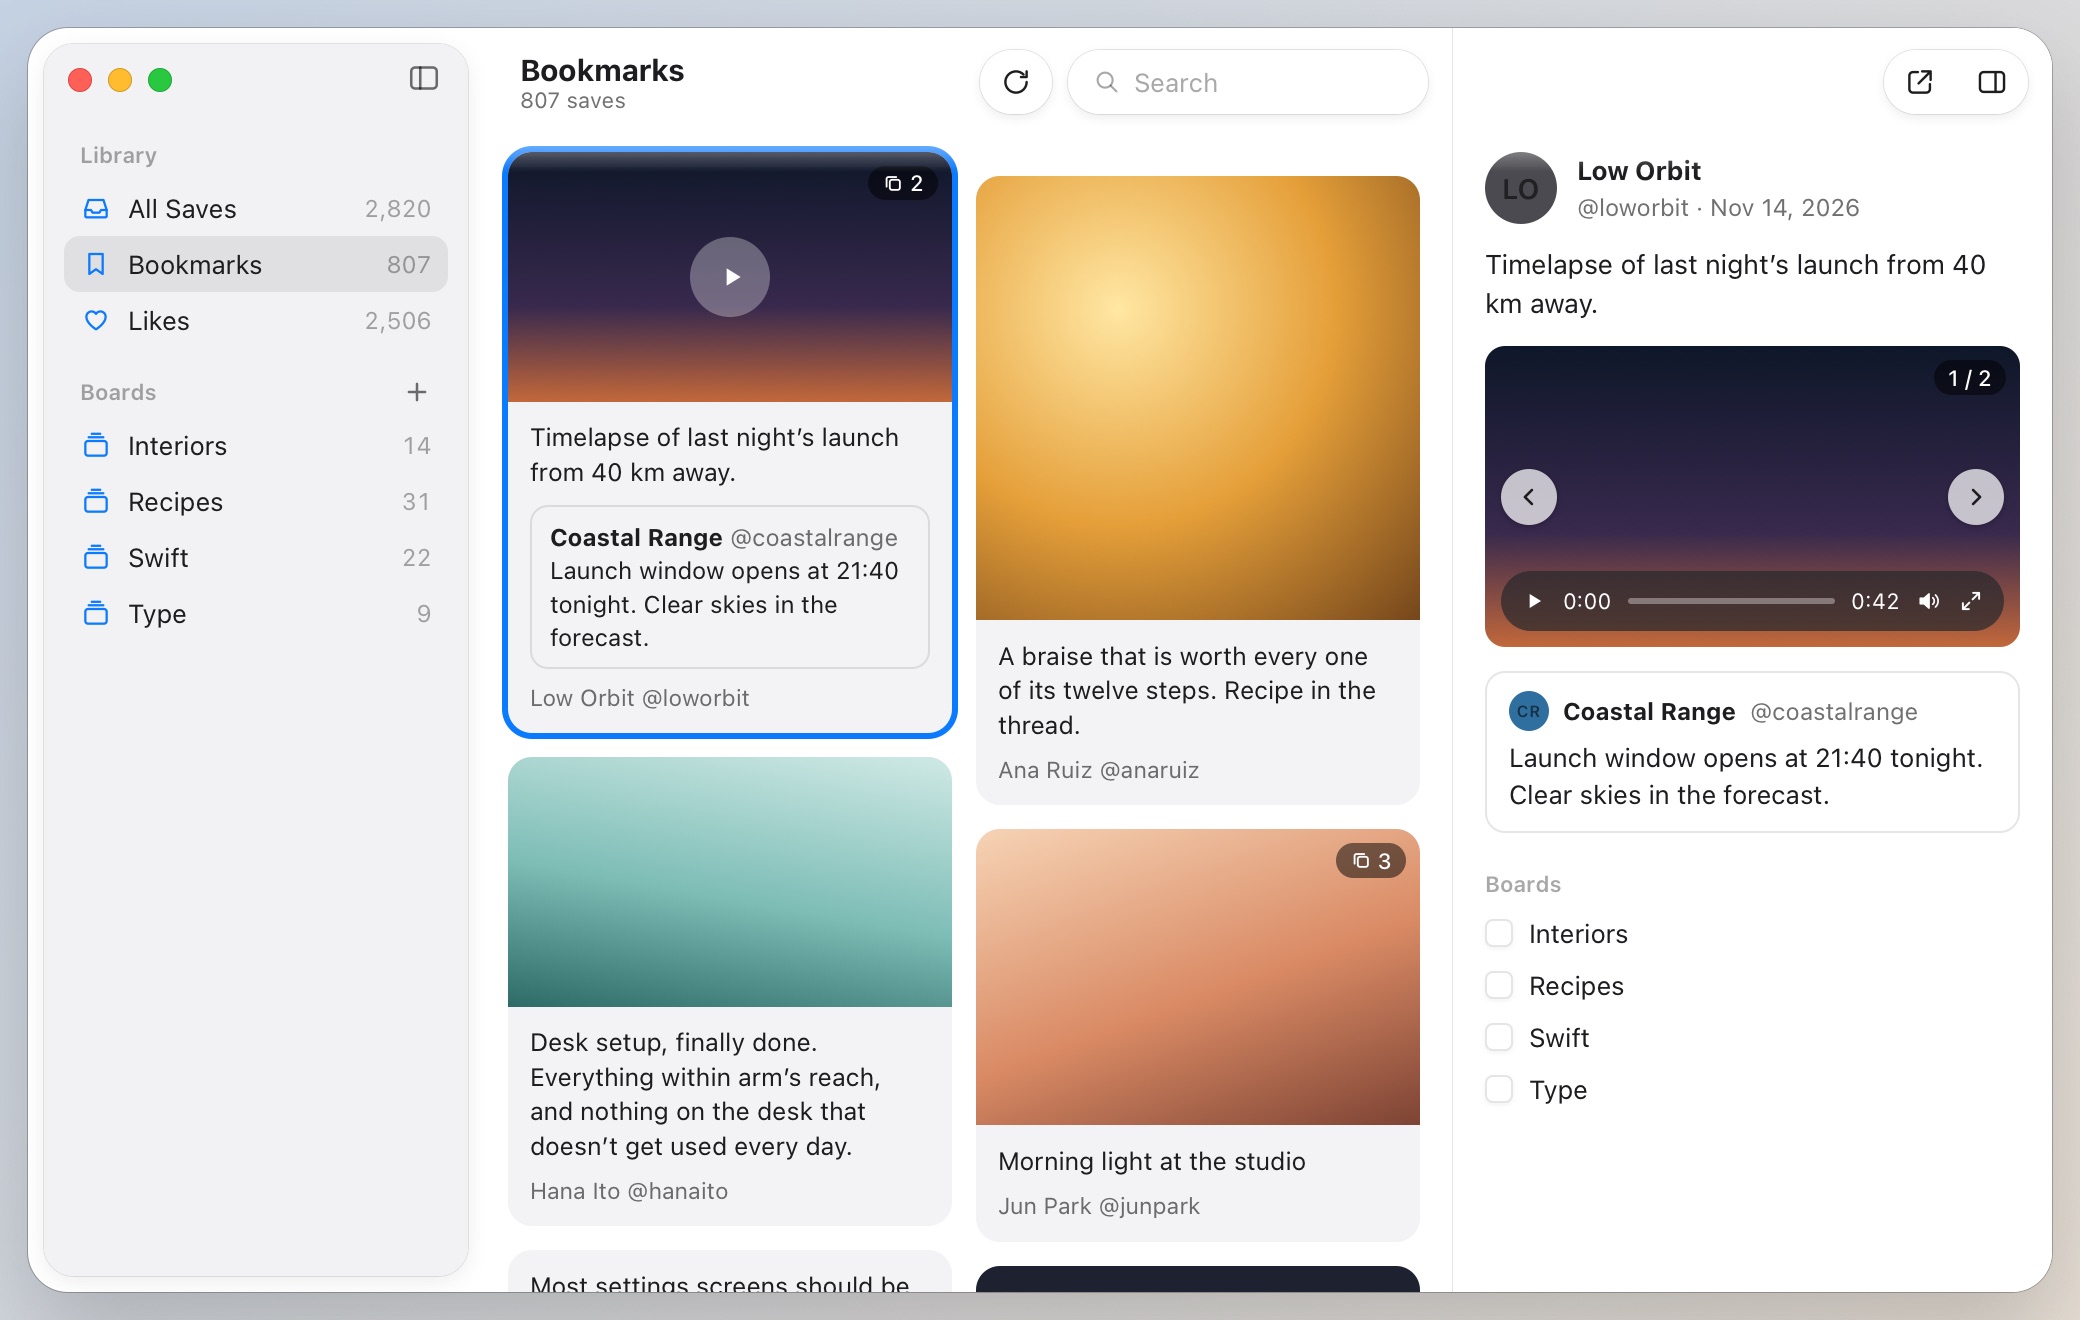 Library
All Saves 2,820
Bookmarks 807
Likes 2,506
Boards
Interiors 14
Recipes 31
Swift 22
Type 9
Bookmarks
807 saves
Search
2
Timelapse of last night’s launch
from 40 km away.
Coastal Range @coastalrange
Launch window opens at 21:40
tonight. Clear skies in the
forecast.
Low Orbit @loworbit
Desk setup, finally done.
Everything within arm’s reach,
and nothing on the desk that
doesn’t get used every day.
Hana Ito @hanaito
Most settings screens should be
A braise that is worth every one
of its twelve steps. Recipe in the
thread.
Ana Ruiz @anaruiz
3
Morning light at the studio
Jun Park @junpark
LO
Low Orbit
@loworbit · Nov 14, 2026
Timelapse of last night’s launch from 40
km away.
1 / 2
0:00 0:42
CR Coastal Range @coastalrange
Launch window opens at 21:40 tonight.
Clear skies in the forecast.
Boards
Interiors
Recipes
Swift
Type